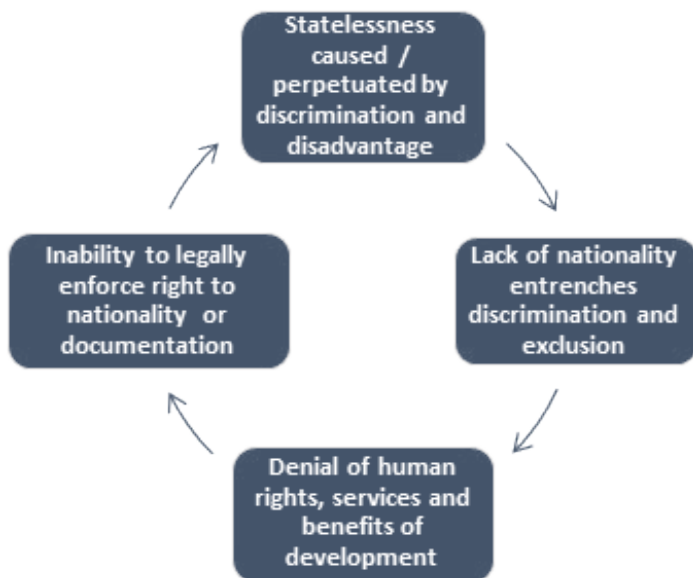 Statelessness
caused /
perpetuated by
discrimination and
disadvantage
Lack of nationality
entrenches
discrimination and
exclusion
Denial of human
rights, services and
benefits of
development
Inability to legally
enforce right to
nationality or
documentation